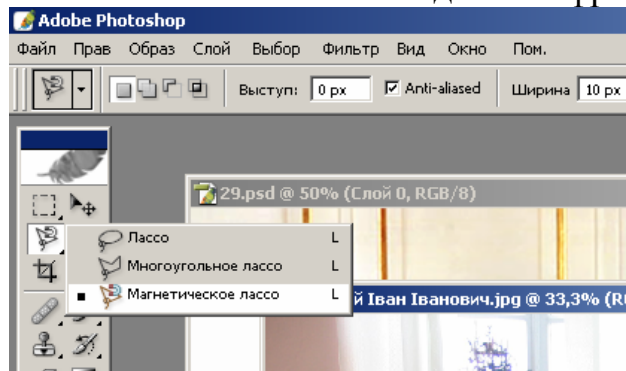 Adobe Photoshop
Файл Прав Образ Слой Выбор Фильтр Вид Окно Пом.
Выступ: 0 px Anti-aliased Ширина 10 px
29.psd @ 50% (Слой 0, RGB/8)
Лассо L
Многоугольное лассо L
Магнетическое лассо L
й Іван Іванович.jpg @ 33,3% (R